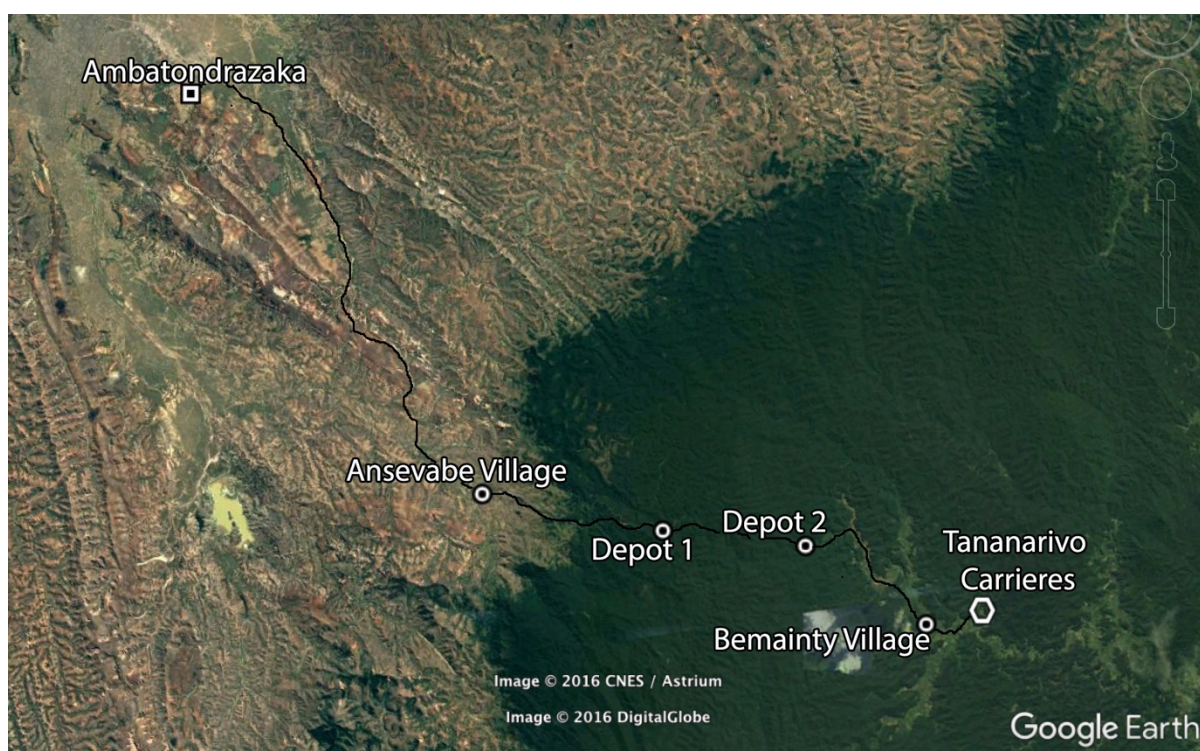 Ambatondrazaka
Ansevabe Village
Depot 1
Depot 2
Tananarivo
Carrieres
Bemainty Village
Image © 2016 CNES / Astrium
Image © 2016 DigitalGlobe
Google Earth